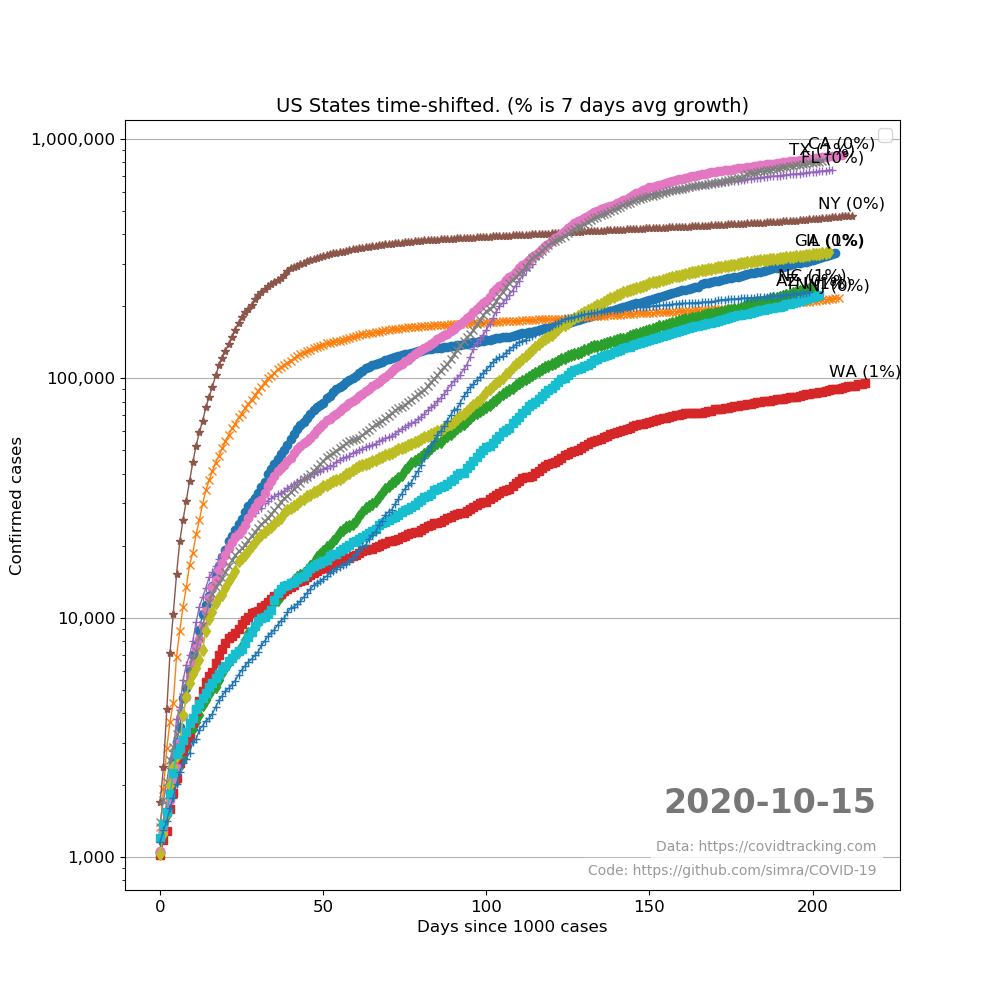 US States time-shifted. (% is 7 days avg growth)
1,000,000
CA (0%)
TX (1%)
FL (0%)
NY (0%)
GA (0%)
IL (1%)
NC (1%)
NJ (0%)
100,000
WA (1%)
Confirmed cases
10,000
2020-10-15
Data: https://covidtracking.com
Code: https://github.com/simra/COVID-19
1,000
0 50 100 150 200
Days since 1000 cases